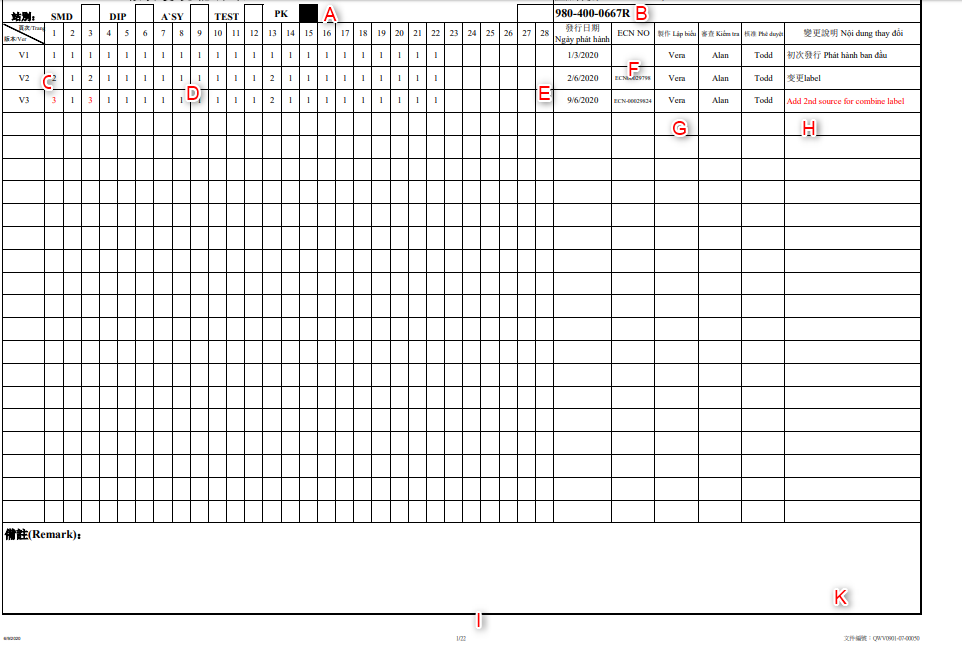 站別: SMD DIP A`SY TEST PK A 980-400-0667R B
頁次/Trang 1 2 3 4 5 6 7 8 9 10 11 12 13 14 15 16 17 18 19 20 21 22 23 24 25 26 27 28 發行日期 ECN NO 製作 Lập biểu 審查 Kiểm tra 核准 Phê duyệt 變更說明 Nội dung thay đổi
版本/Ver Ngày phát hành
V1 1 1 1 1 1 1 1 1 1 1 1 1 1 1 1 1 1 1 1 1 1 1 1/3/2020 Vera Alan Todd 初次發行 Phát hành ban đầu
F
V2 2 1 2 1 1 1 1 1 1 1 1 1 2 1 1 1 1 1 1 1 1 1 2/6/2020 Vera Alan Todd 变更label
C D E
V3 3 1 3 1 1 1 1 1 1 1 1 1 2 1 1 1 1 1 1 1 1 1 9/6/2020 ECN-00029824 Vera Alan Todd Add 2nd source for combine label
G H
備註(Remark):
K
I
6/9/2020 1/22 文件編號：QWV0901-07-00050